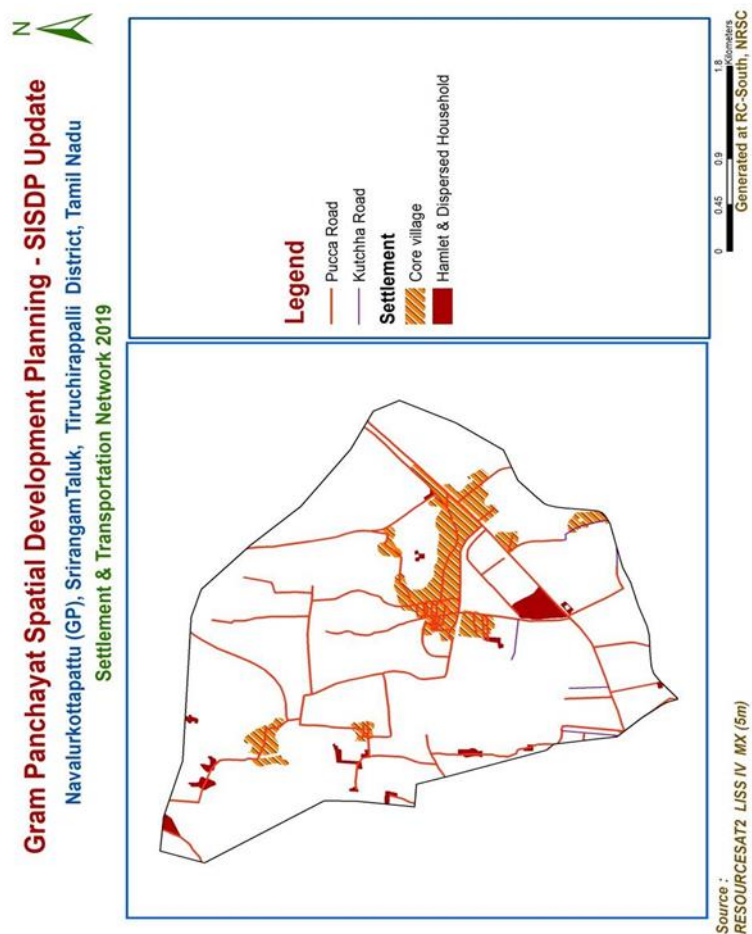 Gram Panchayat Spatial Development Planning - SISDP Update
Navalurkottapattu (GP), SrirangamTaluk, Tiruchirappalli District, Tamil Nadu
Settlement & Transportation Network 2019
N
Legend
Pucca Road
Kutchha Road
Settlement
Core village
Hamlet & Dispersed Household
0 0.45 0.9 1.8
Kilometers
Source :
RESOURCESAT2 LISS IV MX (5m)
Generated at RC-South, NRSC